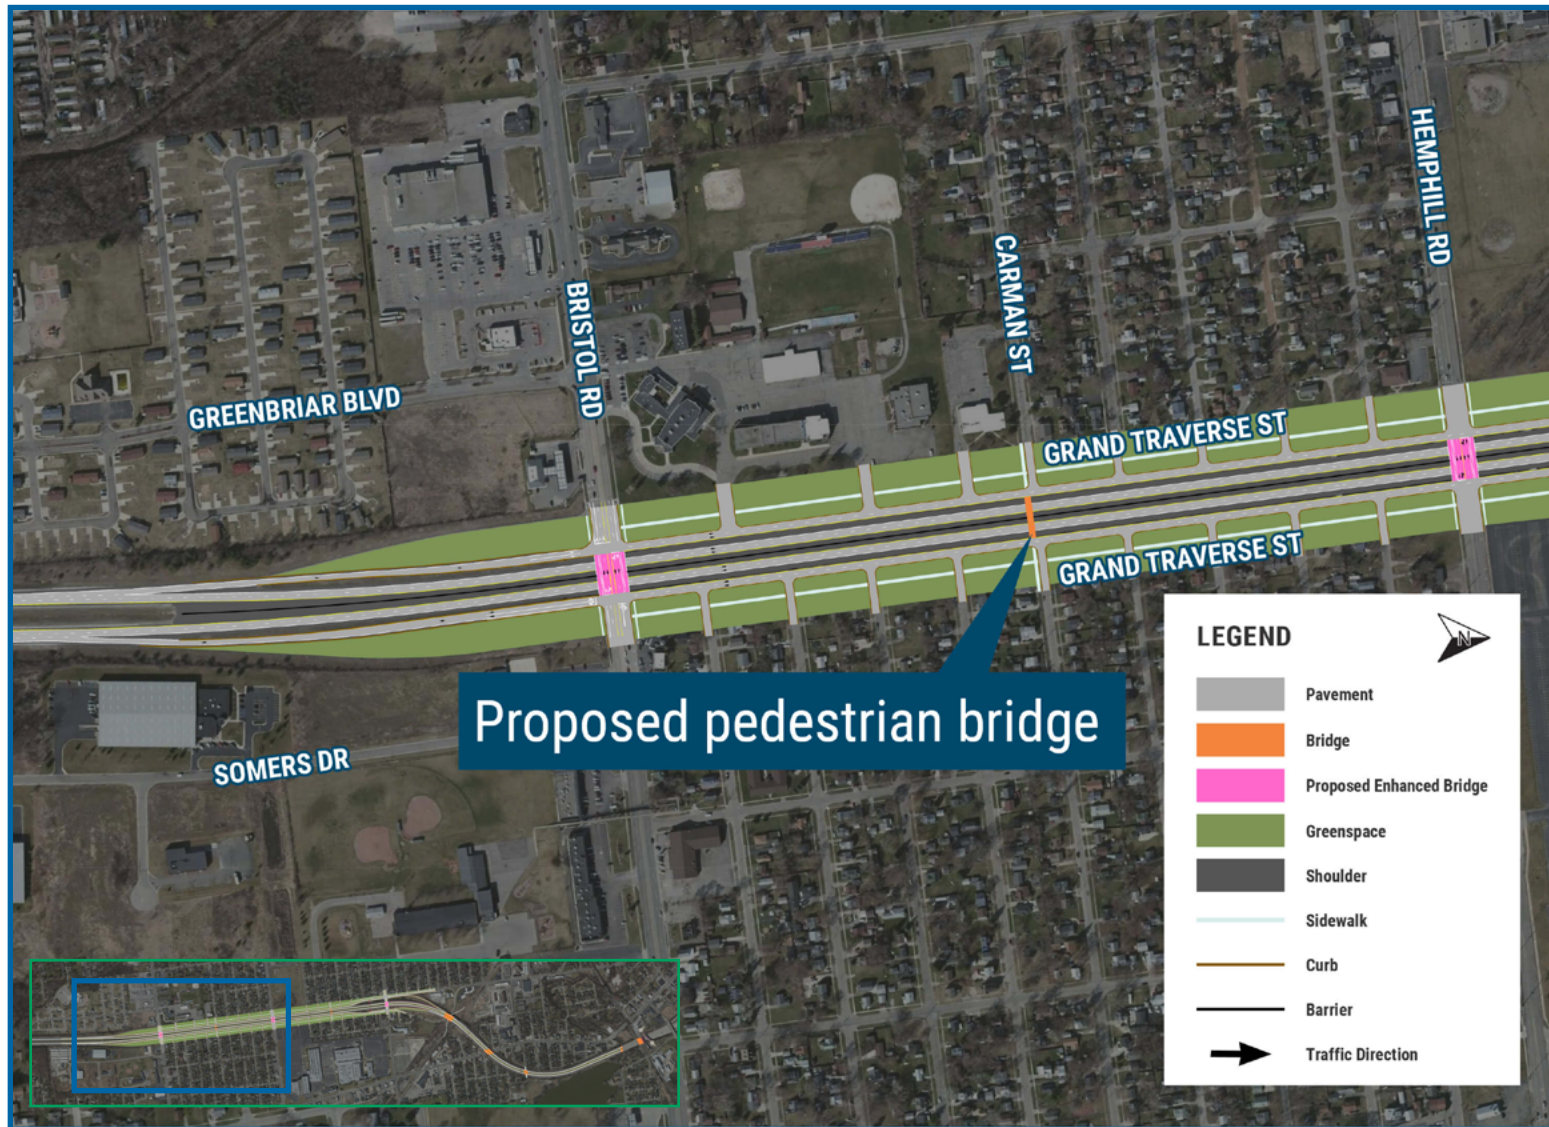 HEMPHILL RD
CARMAN ST
BRISTOL RD
GREENBRIAR BLVD
GRAND TRAVERSE ST
GRAND TRAVERSE ST
Proposed pedestrian bridge
SOMERS DR
LEGEND
N
Pavement
Bridge
Proposed Enhanced Bridge
Greenspace
Shoulder
Sidewalk
Curb
Barrier
Traffic Direction